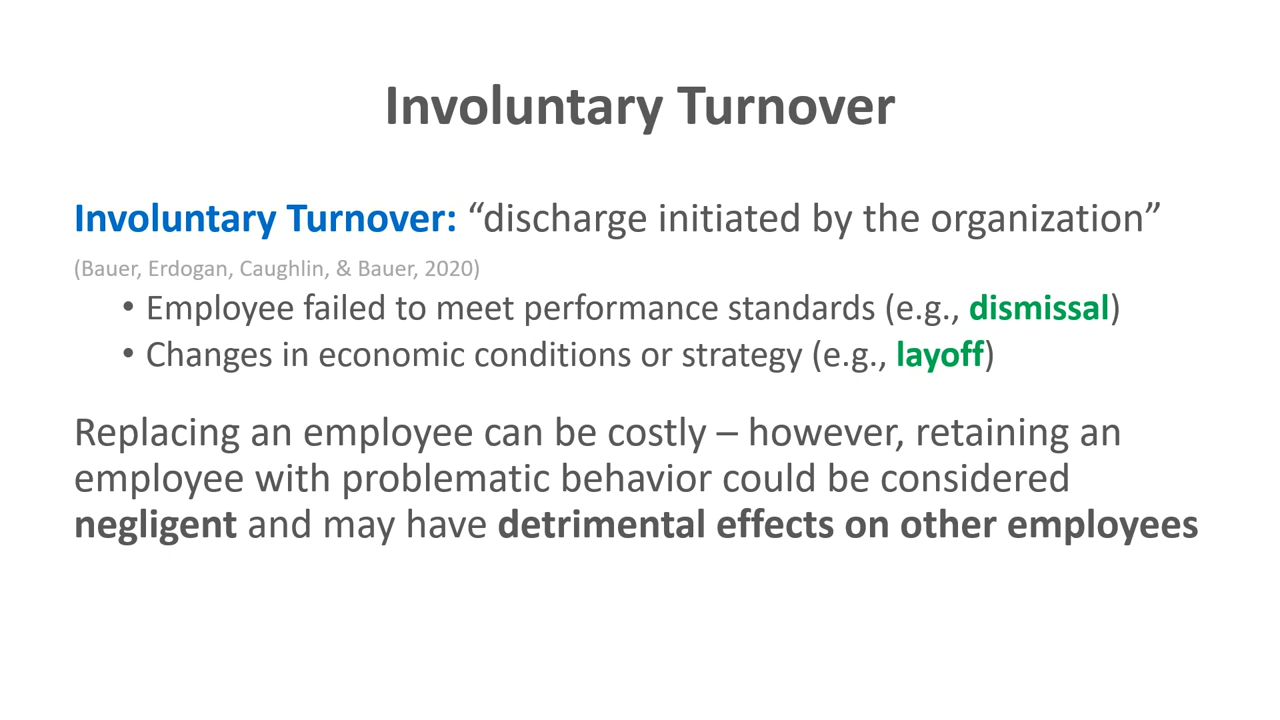 Involuntary Turnover
Involuntary Turnover: “discharge initiated by the organization”
(Bauer, Erdogan, Caughlin, & Bauer, 2020)
• Employee failed to meet performance standards (e.g., dismissal)
• Changes in economic conditions or strategy (e.g., layoff)
Replacing an employee can be costly – however, retaining an
employee with problematic behavior could be considered
negligent and may have detrimental effects on other employees